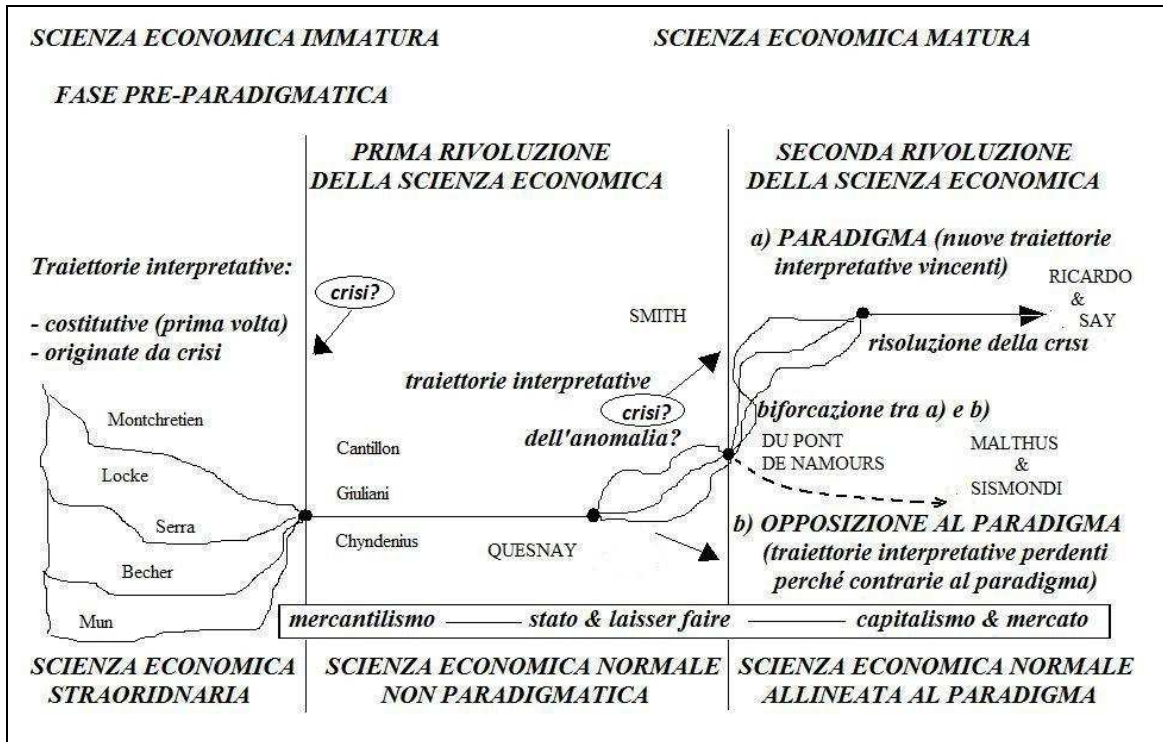 SCIENZA ECONOMICA IMMATURA
SCIENZA ECONOMICA MATURA
FASE PRE-PARADIGMATICA
PRIMA RIVOLUZIONE
DELLA SCIENZA ECONOMICA
SECONDA RIVOLUZIONE
DELLA SCIENZA ECONOMICA
Traiettorie interpretative:
- costitutive (prima volta)
- originate da crisi
crisi?
a) PARADIGMA (nuove traiettorie
interpretative vincenti)
RICARDO
&
SAY
SMITH
risoluzione della crisi
traiettorie interpretative
crisi?
dell'anomalia?
biforcazione tra a) e b)
Montchretien
Locke
Serra
Becher
Mun
Cantillon
Giuliani
Chyndenius
QUESNAY
DU PONT
DE NAMOURS
MALTHUS
&
SISMONDI
b) OPPOSIZIONE AL PARADIGMA
(traiettorie interpretative perdenti
perché contrarie al paradigma)
mercantilismo stato & laisser faire capitalismo & mercato
SCIENZA ECONOMICA
STRAORIDNARIA
SCIENZA ECONOMICA NORMALE
NON PARADIGMATICA
SCIENZA ECONOMICA NORMALE
ALLINEATA AL PARADIGMA